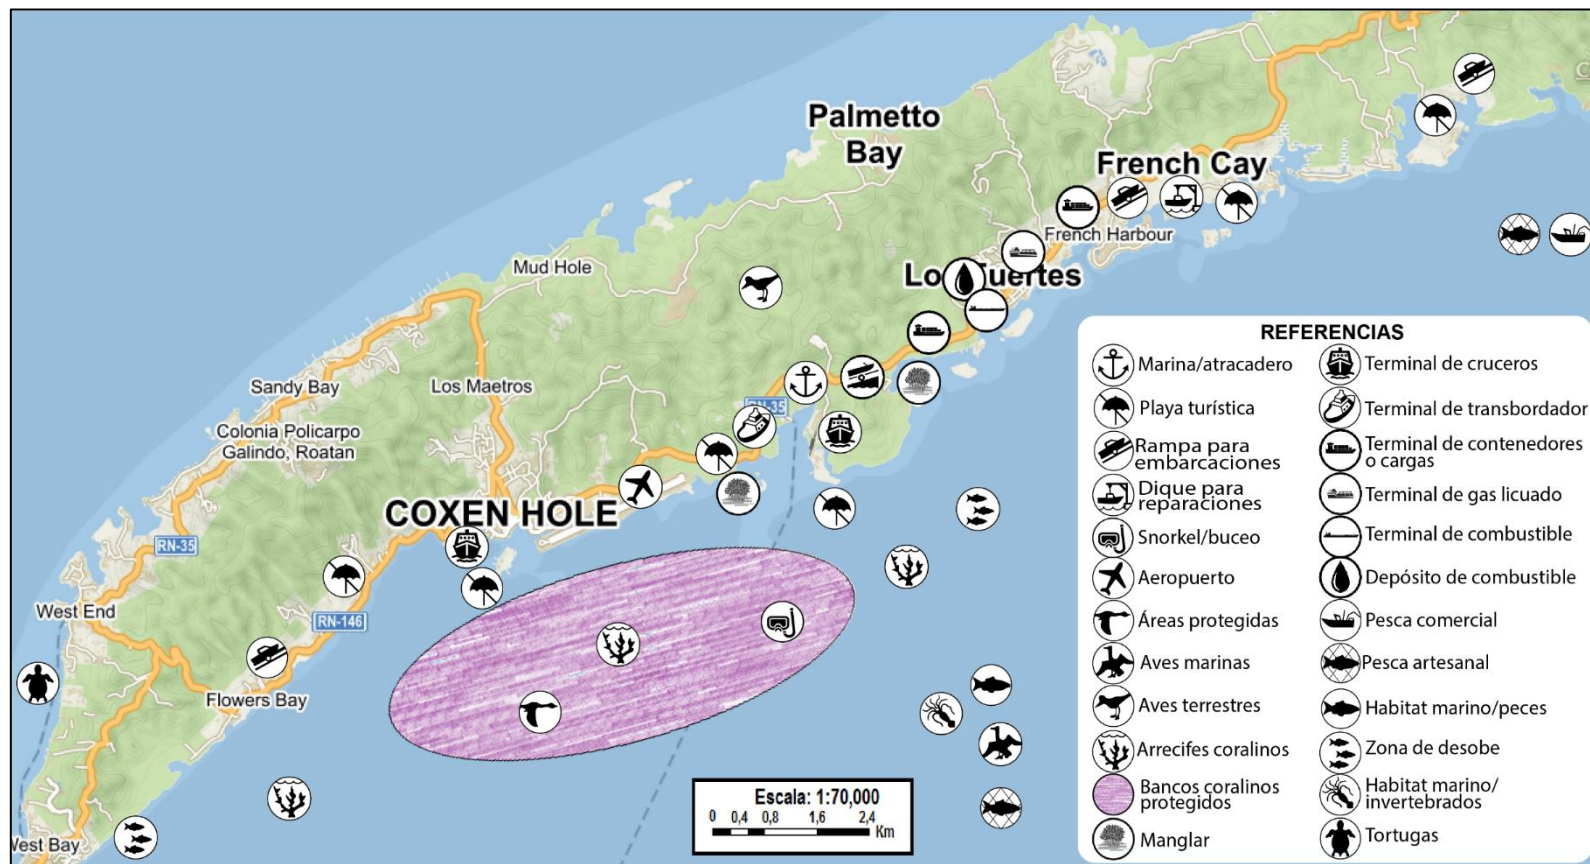 Palmetto
Bay
French Cay
French Harbour
Mud Hole
Los Fuertes
Sandy Bay
Los Maetros
Colonia Policarpo
Galindo, Roatan
RN-35
COXEN HOLE
RN-35
West End
RN-146
Flowers Bay
West Bay
Escala: 1:70,000
0 0,4 0,8 1,6 2,4
Km
REFERENCIAS
Marina/atracadero
Playa turística
Rampa para
embarcaciones
Dique para
reparaciones
Snorkel/buceo
Aeropuerto
Áreas protegidas
Aves marinas
Aves terrestres
Arrecifes coralinos
Bancos coralinos
protegidos
Manglar
Terminal de cruceros
Terminal de transbordador
Terminal de contenedores
o cargas
Terminal de gas licuado
Terminal de combustible
Depósito de combustible
Pesca comercial
Pesca artesanal
Habitat marino/peces
Zona de desobe
Habitat marino/
invertebrados
Tortugas